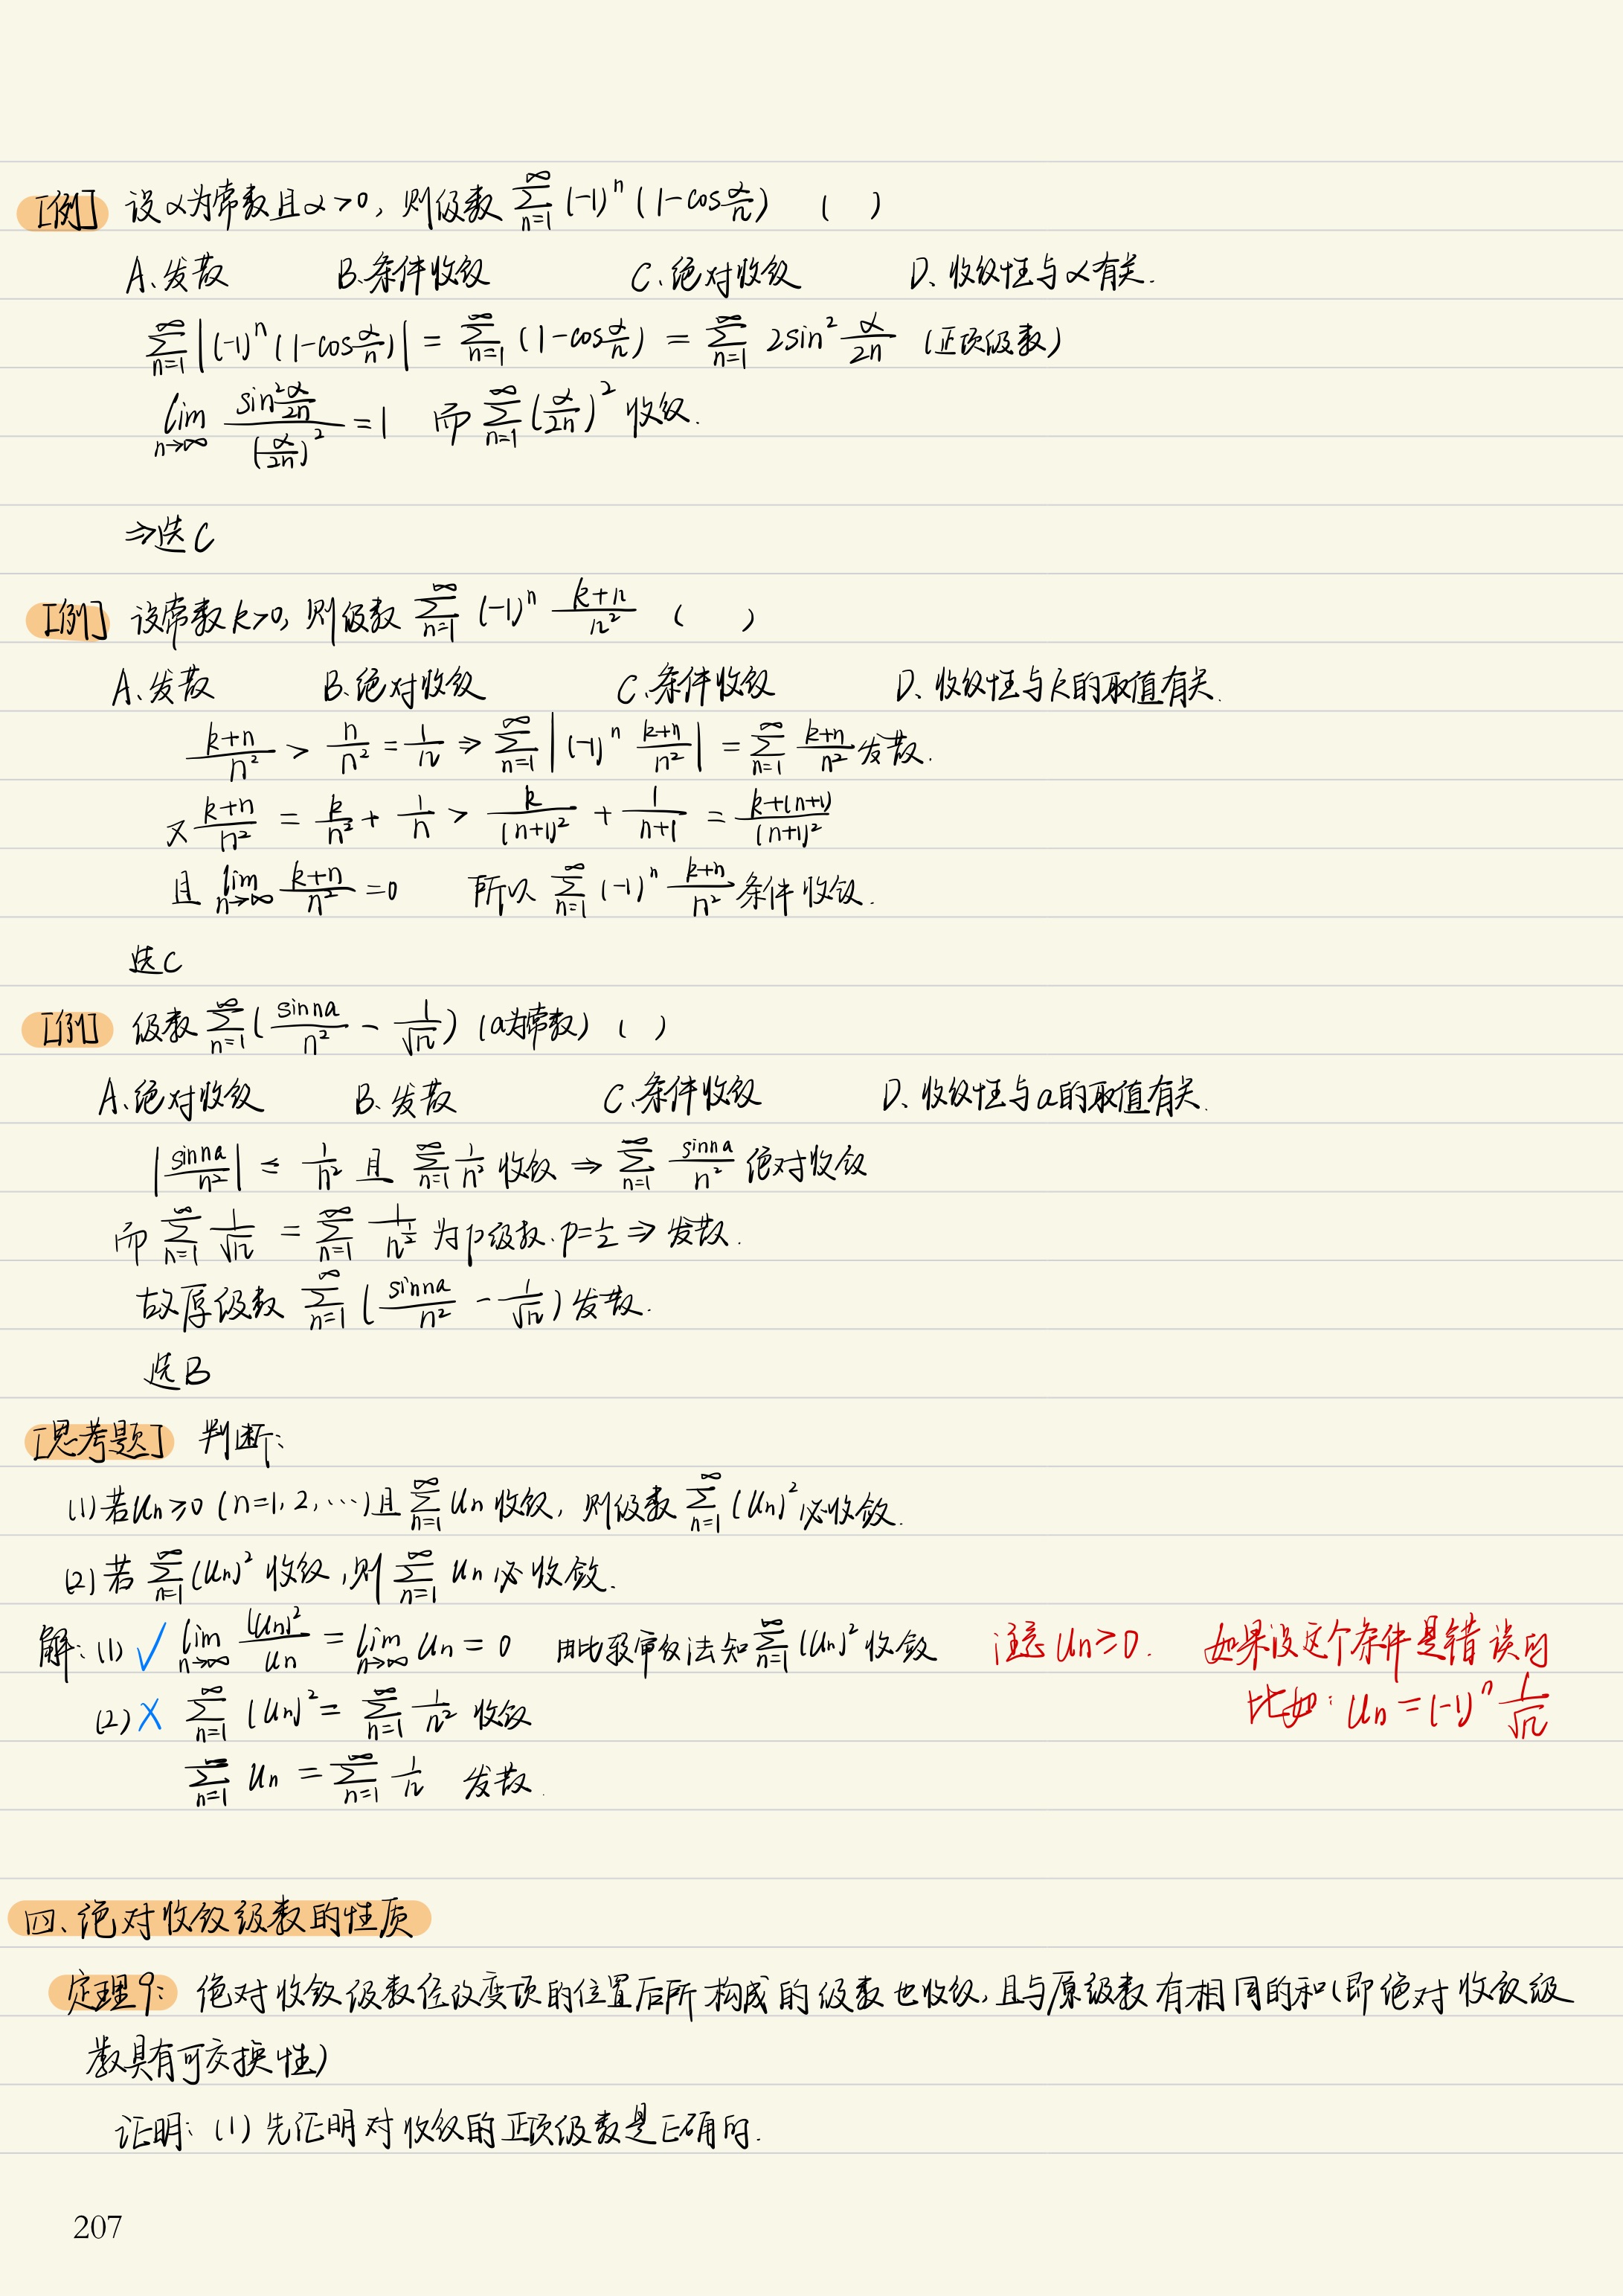 [例] 设α为常数且α>0, 则级数 $\sum_{n=1}^{\infty}(-1)^n(1-\cos\frac{\alpha}{n})$ ( )
A、发散 B、条件收敛 C、绝对收敛 D、收敛性与α有关.
$\sum_{n=1}^{\infty}\left|(-1)^n(1-\cos\frac{\alpha}{n})\right| = \sum_{n=1}^{\infty}(1-\cos\frac{\alpha}{n}) = \sum_{n=1}^{\infty}2\sin^2\frac{\alpha}{2n}$ (正项级数)
$\lim_{n\to\infty}\frac{\sin^2\frac{\alpha}{2n}}{(\frac{\alpha}{2n})^2}=1$ 而 $\sum_{n=1}^{\infty}(\frac{\alpha}{2n})^2$ 收敛.
⇒选C
[例] 设常数k>0, 则级数 $\sum_{n=1}^{\infty}(-1)^n\frac{k+n}{n^2}$ ( )
A、发散 B、绝对收敛 C、条件收敛 D、收敛性与k的取值有关.
$\frac{k+n}{n^2} > \frac{n}{n^2} = \frac{1}{n} \Rightarrow \sum_{n=1}^{\infty}\left|(-1)^n\frac{k+n}{n^2}\right| = \sum_{n=1}^{\infty}\frac{k+n}{n^2}$ 发散.
又 $\frac{k+n}{n^2} = \frac{k}{n^2}+\frac{1}{n} > \frac{k}{(n+1)^2}+\frac{1}{n+1} = \frac{k+(n+1)}{(n+1)^2}$
且 $\lim_{n\to\infty}\frac{k+n}{n^2}=0$ 所以 $\sum_{n=1}^{\infty}(-1)^n\frac{k+n}{n^2}$ 条件收敛.
选C
[例] 级数 $\sum_{n=1}^{\infty}(\frac{\sin na}{n^2}-\frac{1}{\sqrt{n}})$ (a为常数) ( )
A、绝对收敛 B、发散 C、条件收敛 D、收敛性与a的取值有关.
$\left|\frac{\sin na}{n^2}\right| \le \frac{1}{n^2}$ 且 $\sum_{n=1}^{\infty}\frac{1}{n^2}$ 收敛 ⇒ $\sum_{n=1}^{\infty}\frac{\sin na}{n^2}$ 绝对收敛
而 $\sum_{n=1}^{\infty}\frac{1}{\sqrt{n}} = \sum_{n=1}^{\infty}\frac{1}{n^{\frac{1}{2}}}$ 为p级数. $p=\frac{1}{2}$ ⇒ 发散.
故原级数 $\sum_{n=1}^{\infty}(\frac{\sin na}{n^2}-\frac{1}{\sqrt{n}})$ 发散.
选B
[思考题] 判断:
(1) 若 $u_n \ge 0$ (n=1, 2, ⋯) 且 $\sum_{n=1}^{\infty}u_n$ 收敛, 则级数 $\sum_{n=1}^{\infty}(u_n)^2$ 必收敛.
(2) 若 $\sum_{n=1}^{\infty}(u_n)^2$ 收敛, 则 $\sum_{n=1}^{\infty}u_n$ 必收敛.
解: (1) ✓ $\lim_{n\to\infty}\frac{(u_n)^2}{u_n} = \lim_{n\to\infty}u_n = 0$ 由比较审敛法知 $\sum_{n=1}^{\infty}(u_n)^2$ 收敛 注意 $u_n \ge 0$. 如果没这个条件是错误的
(2) × $\sum_{n=1}^{\infty}(u_n)^2 = \sum_{n=1}^{\infty}\frac{1}{n^2}$ 收敛 比如: $u_n = (-1)^n\frac{1}{\sqrt{n}}$
$\sum_{n=1}^{\infty}u_n = \sum_{n=1}^{\infty}\frac{1}{n}$ 发散.
四、绝对收敛级数的性质
定理9: 绝对收敛级数任改变项的位置后所构成的级数也收敛, 且与原级数有相同的和(即绝对收敛级
数具有可交换性)
证明: (1) 先证明对收敛的正项级数是正确的.
207